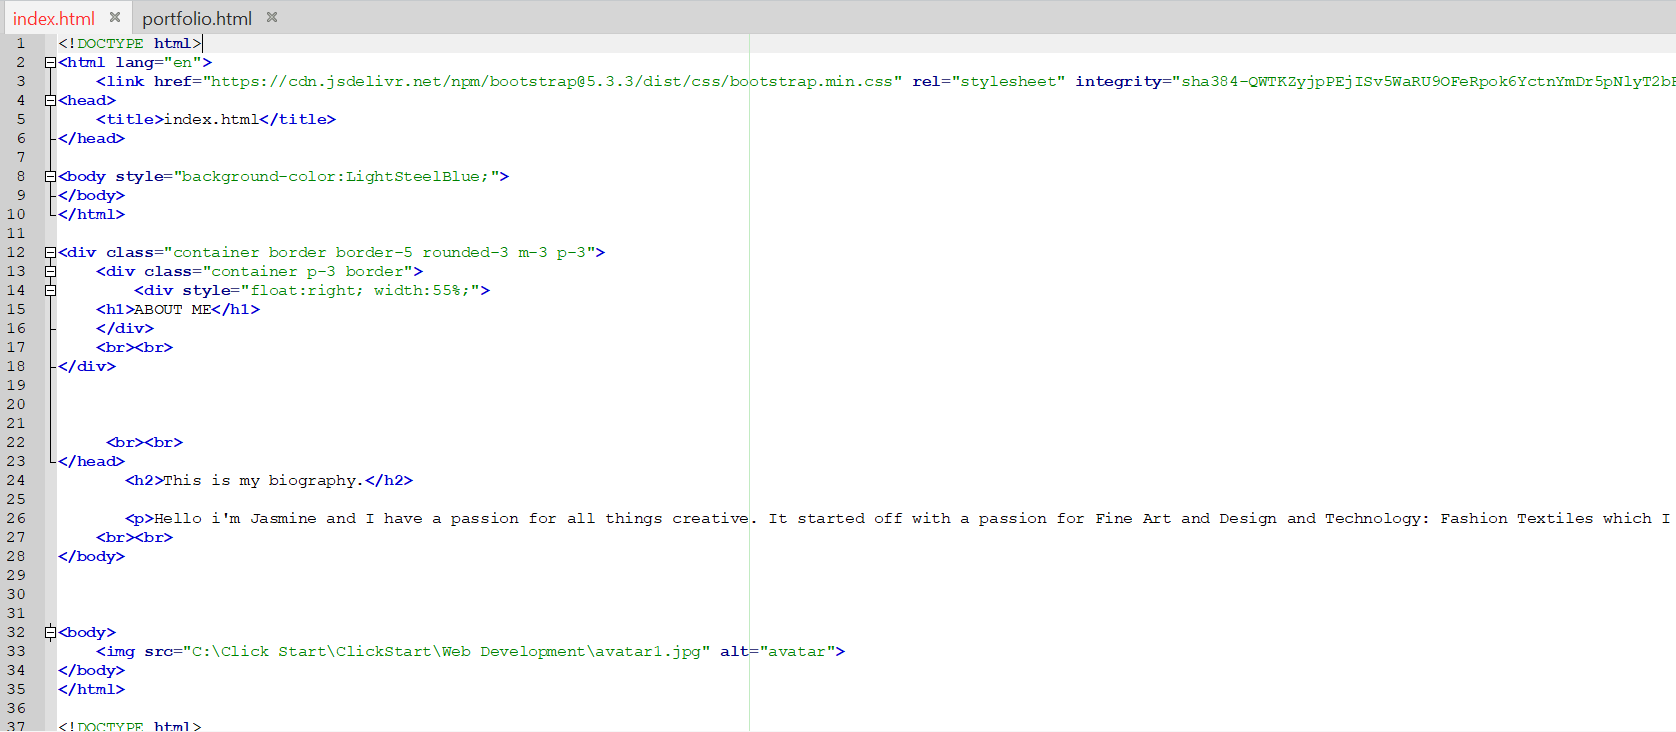 index.html portfolio.html
1 <!DOCTYPE html>
2 <html lang="en">
3 <link href="https://cdn.jsdelivr.net/npm/bootstrap@5.3.3/dist/css/bootstrap.min.css" rel="stylesheet" integrity="sha384-QWTKZyjpPEjISv5WaRU9OFeRpok6YctnYmDr5pNlyT2b
4 <head>
5 <title>index.html</title>
6 </head>
7
8 <body style="background-color:LightSteelBlue;">
9 </body>
10 </html>
11
12 <div class="container border border-5 rounded-3 m-3 p-3">
13 <div class="container p-3 border">
14 <div style="float:right; width:55%;">
15 <h1>ABOUT ME</h1>
16 </div>
17 <br><br>
18 </div>
19
20
21
22 <br><br>
23 </head>
24 <h2>This is my biography.</h2>
25
26 <p>Hello i'm Jasmine and I have a passion for all things creative. It started off with a passion for Fine Art and Design and Technology: Fashion Textiles which I
27 <br><br>
28 </body>
29
30
31
32 <body>
33 <img src="C:\Click Start\ClickStart\Web Development\avatar1.jpg" alt="avatar">
34 </body>
35 </html>
36
37 <!DOCTYPE html>